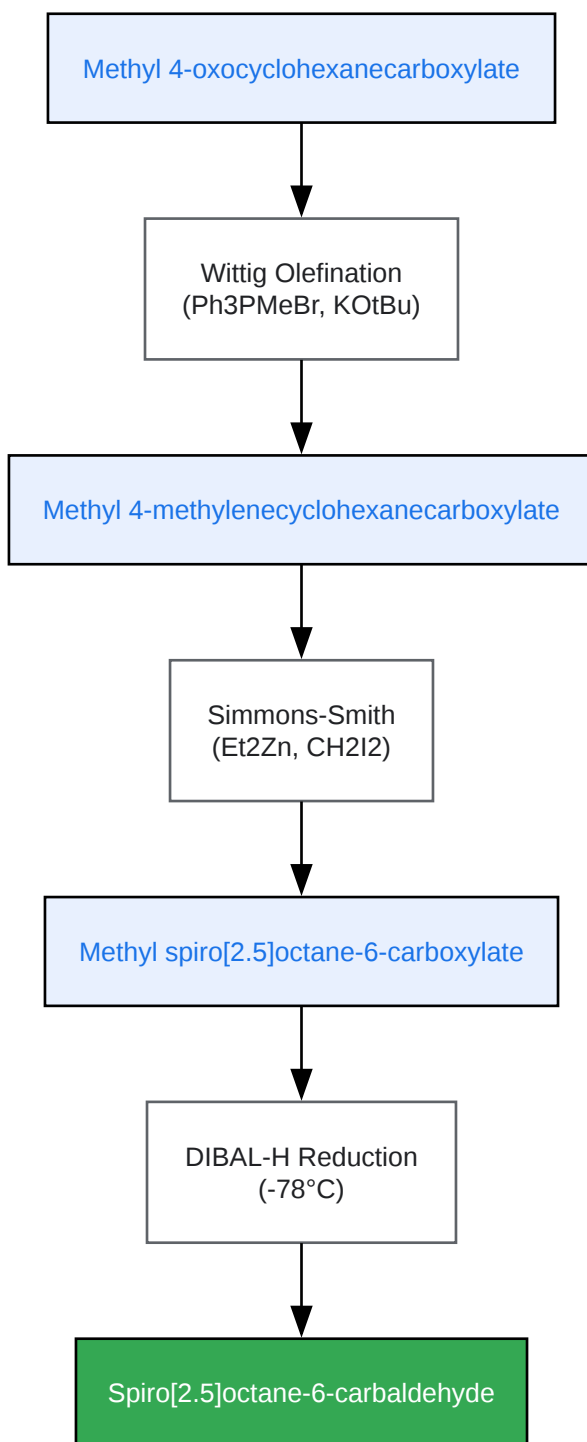 Methyl 4-oxocyclohexanecarboxylate
Wittig Olefination
(Ph3PMeBr, KOtBu)
Methyl 4-methylenecyclohexanecarboxylate
Simmons-Smith
(Et2Zn, CH2I2)
Methyl spiro[2.5]octane-6-carboxylate
DIBAL-H Reduction
(-78°C)
Spiro[2.5]octane-6-carbaldehyde